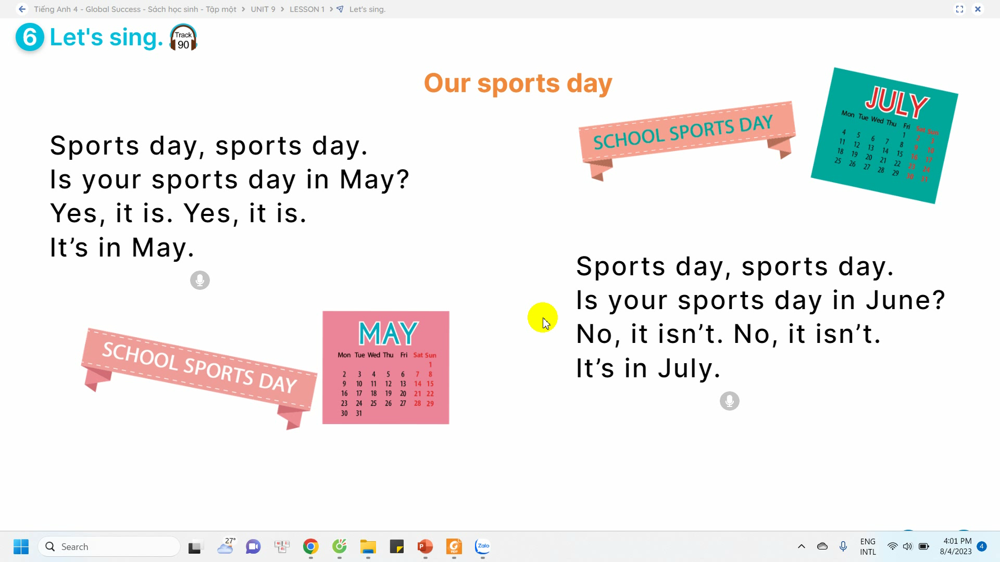 Tiếng Anh 4 - Global Success - Sách học sinh - Tập một > UNIT 9 > LESSON 1 > Let's sing.
6 Let's sing. Track 90
Our sports day
Sports day, sports day.
Is your sports day in May?
Yes, it is. Yes, it is.
It’s in May.
SCHOOL SPORTS DAY
JULY
Mon Tue Wed Thu Fri Sat Sun
1 2 3
4 5 6 7 8 9 10
11 12 13 14 15 16 17
18 19 20 21 22 23 24
25 26 27 28 29 30 31
Sports day, sports day.
Is your sports day in June?
No, it isn’t. No, it isn’t.
It’s in July.
SCHOOL SPORTS DAY
MAY
Mon Tue Wed Thu Fri Sat Sun
1
2 3 4 5 6 7 8
9 10 11 12 13 14 15
16 17 18 19 20 21 22
23 24 25 26 27 28 29
30 31
Search
27°
u i n
P
PDF
Zalo
ENG
INTL
4:01 PM
8/4/2023
4